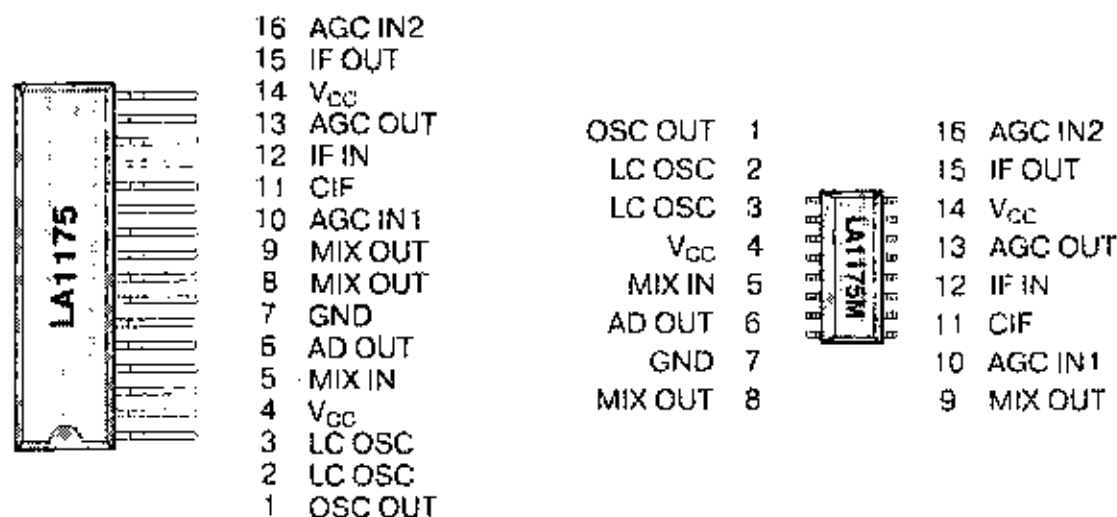 16 AGC IN2
15 IF OUT
14 VCC
13 AGC OUT
12 IF IN
11 CIF
10 AGC IN1
9 MIX OUT
8 MIX OUT
7 GND
6 AD OUT
5 MIX IN
4 VCC
3 LC OSC
2 LC OSC
1 OSC OUT
LA1175
OSC OUT 1
LC OSC 2
LC OSC 3
VCC 4
MIX IN 5
AD OUT 6
GND 7
MIX OUT 8
LA1175M
16 AGC IN2
15 IF OUT
14 VCC
13 AGC OUT
12 IF IN
11 CIF
10 AGC IN1
9 MIX OUT